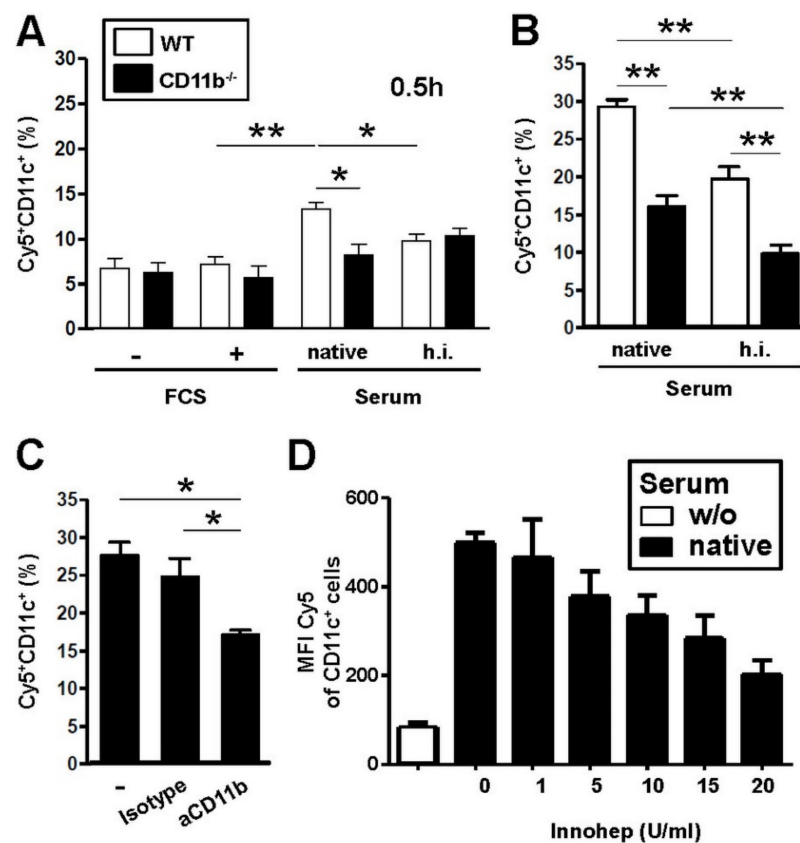 A
WT
CD11b-/-
0.5h
Cy5+CD11c+ (%)
30
25
20
15
10
5
0
** *
*
- + native h.i.
FCS Serum
B
Cy5+CD11c+ (%)
35
30
25
20
15
10
5
0
**
** **
**
native h.i.
Serum
C
Cy5+CD11c+ (%)
35
30
25
20
15
10
5
0
*
*
- Isotype aCD11b
D
Serum
w/o
native
MFI Cy5
of CD11c+ cells
600
400
200
0
0 1 5 10 15 20
Innohep (U/ml)